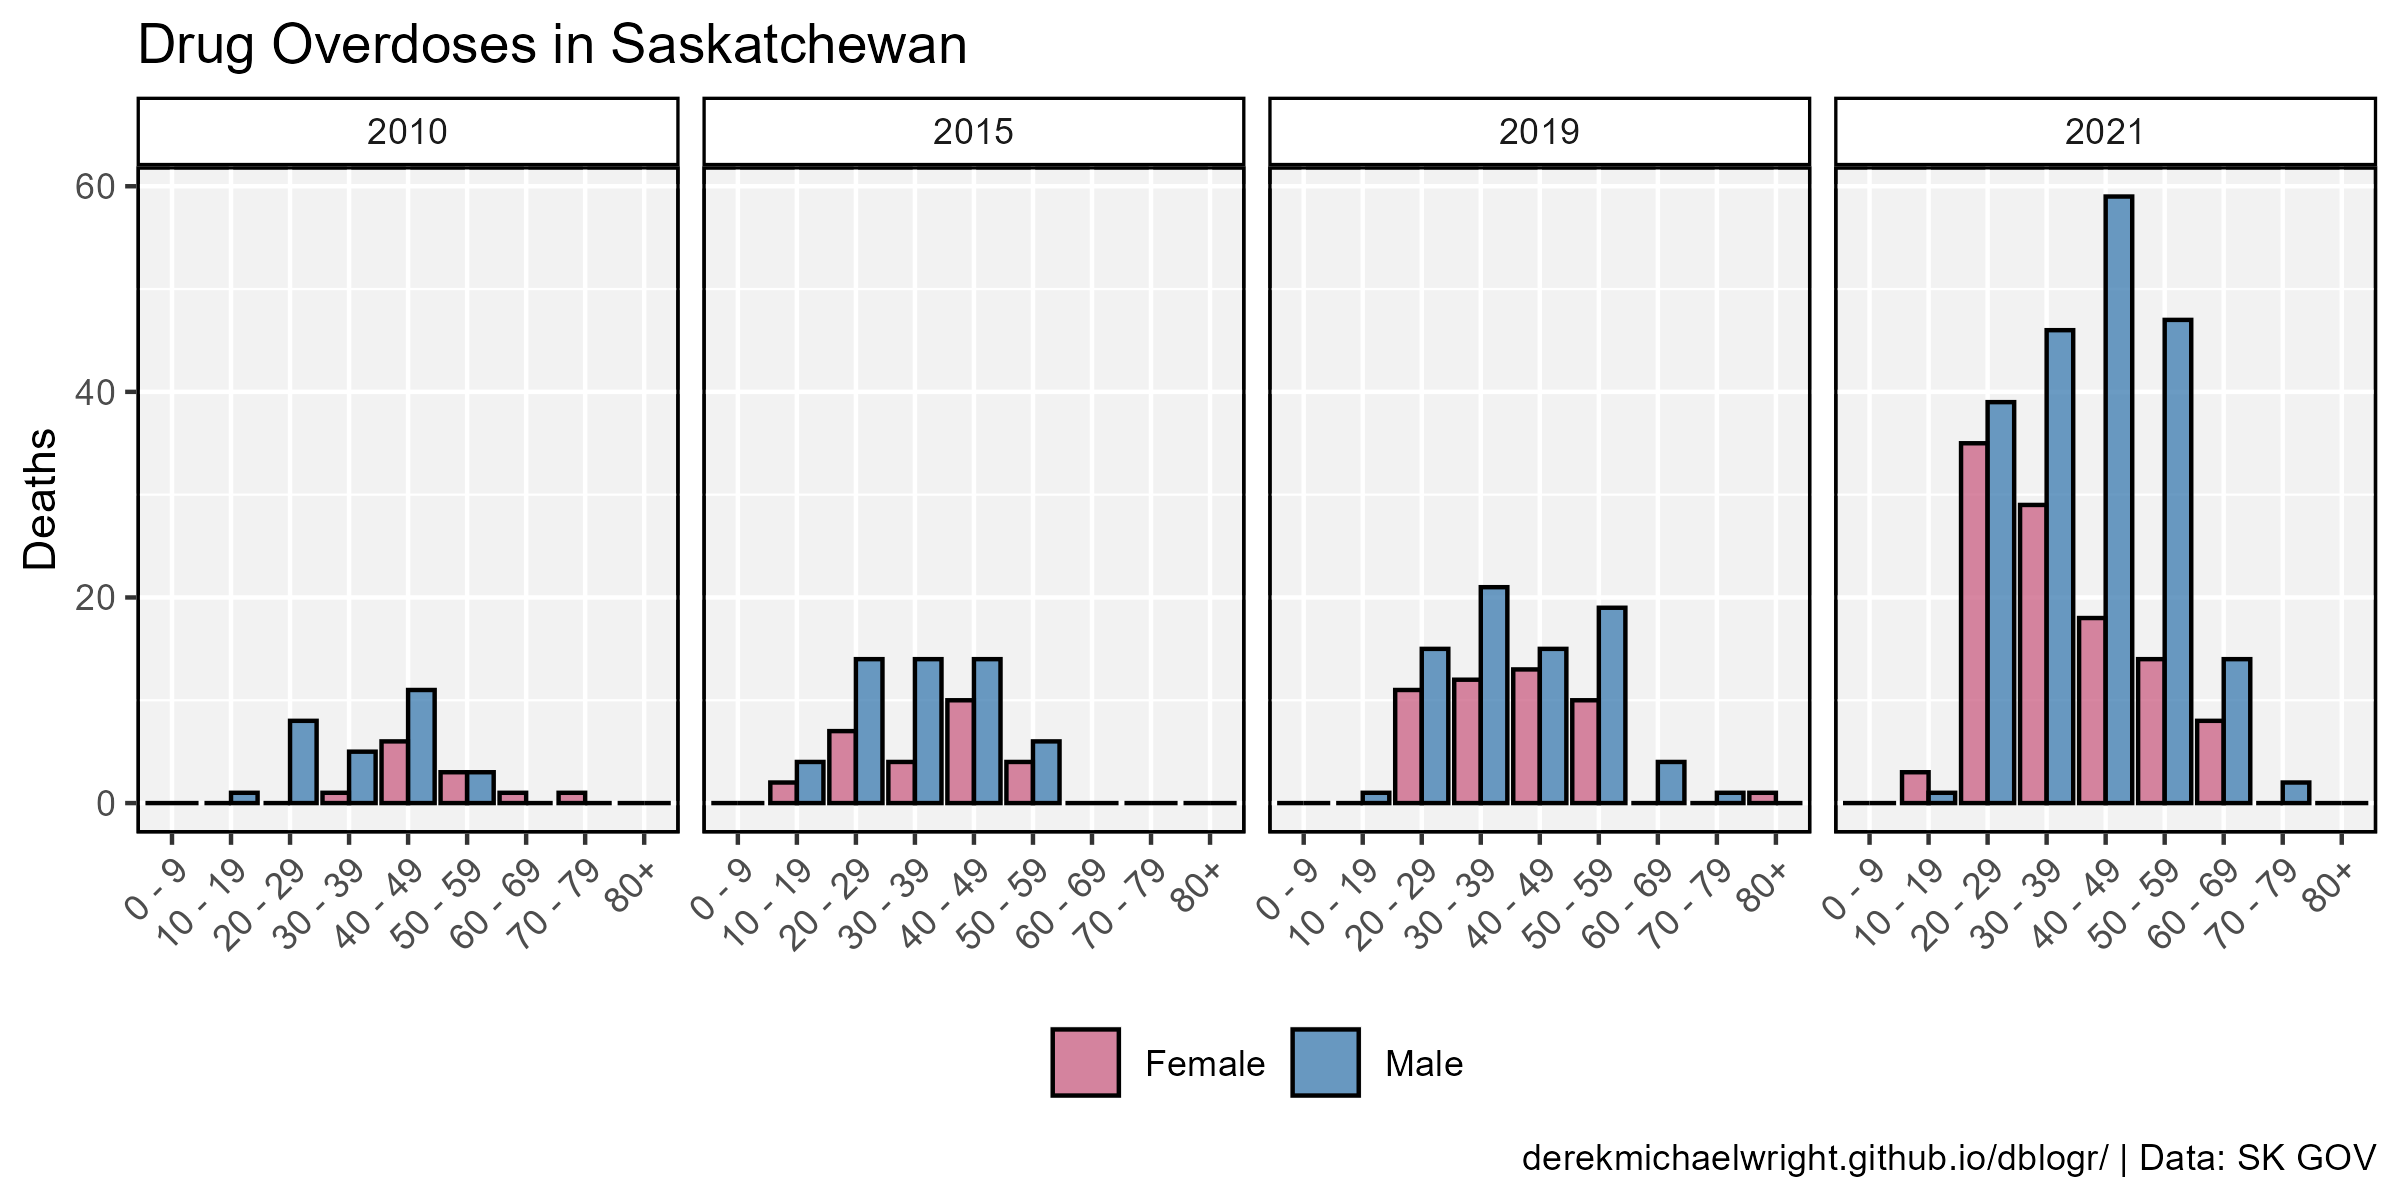 Drug Overdoses in Saskatchewan
2010 2015 2019 2021
Deaths
60
40
20
0
0 - 9 10 - 19 20 - 29 30 - 39 40 - 49 50 - 59 60 - 69 70 - 79 80+ 0 - 9 10 - 19 20 - 29 30 - 39 40 - 49 50 - 59 60 - 69 70 - 79 80+ 0 - 9 10 - 19 20 - 29 30 - 39 40 - 49 50 - 59 60 - 69 70 - 79 80+ 0 - 9 10 - 19 20 - 29 30 - 39 40 - 49 50 - 59 60 - 69 70 - 79 80+
Female Male
derekmichaelwright.github.io/dblogr/ | Data: SK GOV